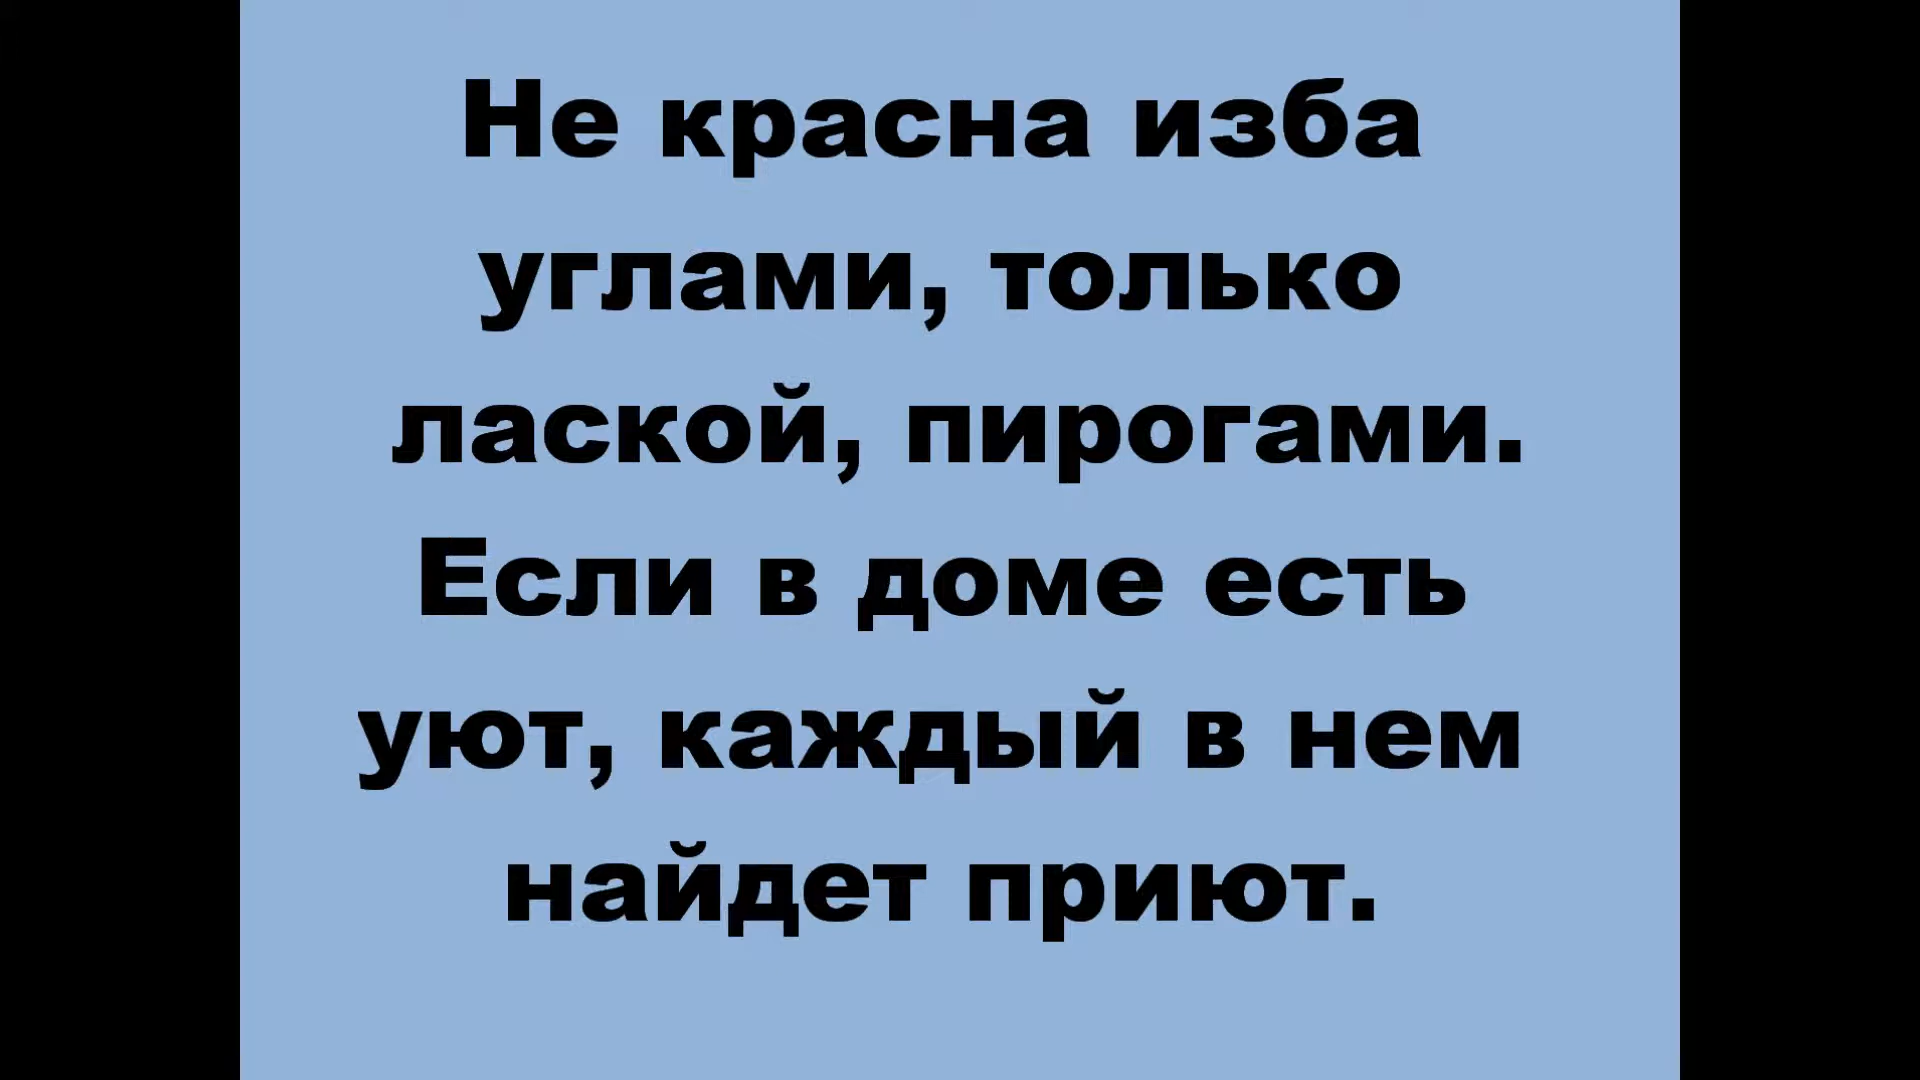 Не красна изба
углами, только
лаской, пирогами.
Если в доме есть
уют, каждый в нем
найдет приют.